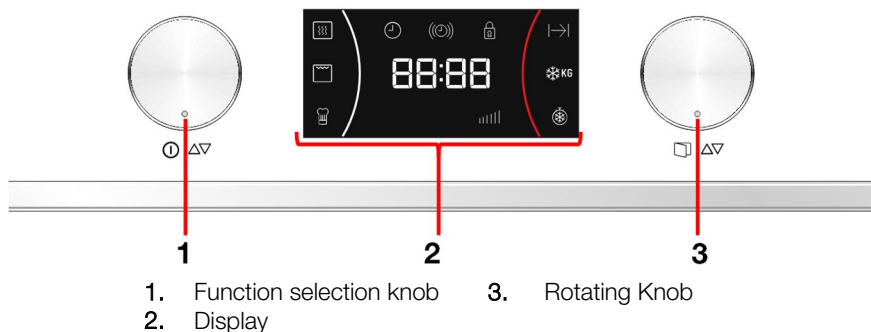 88:88
KG
1
2
3
1. Function selection knob 3. Rotating Knob
2. Display